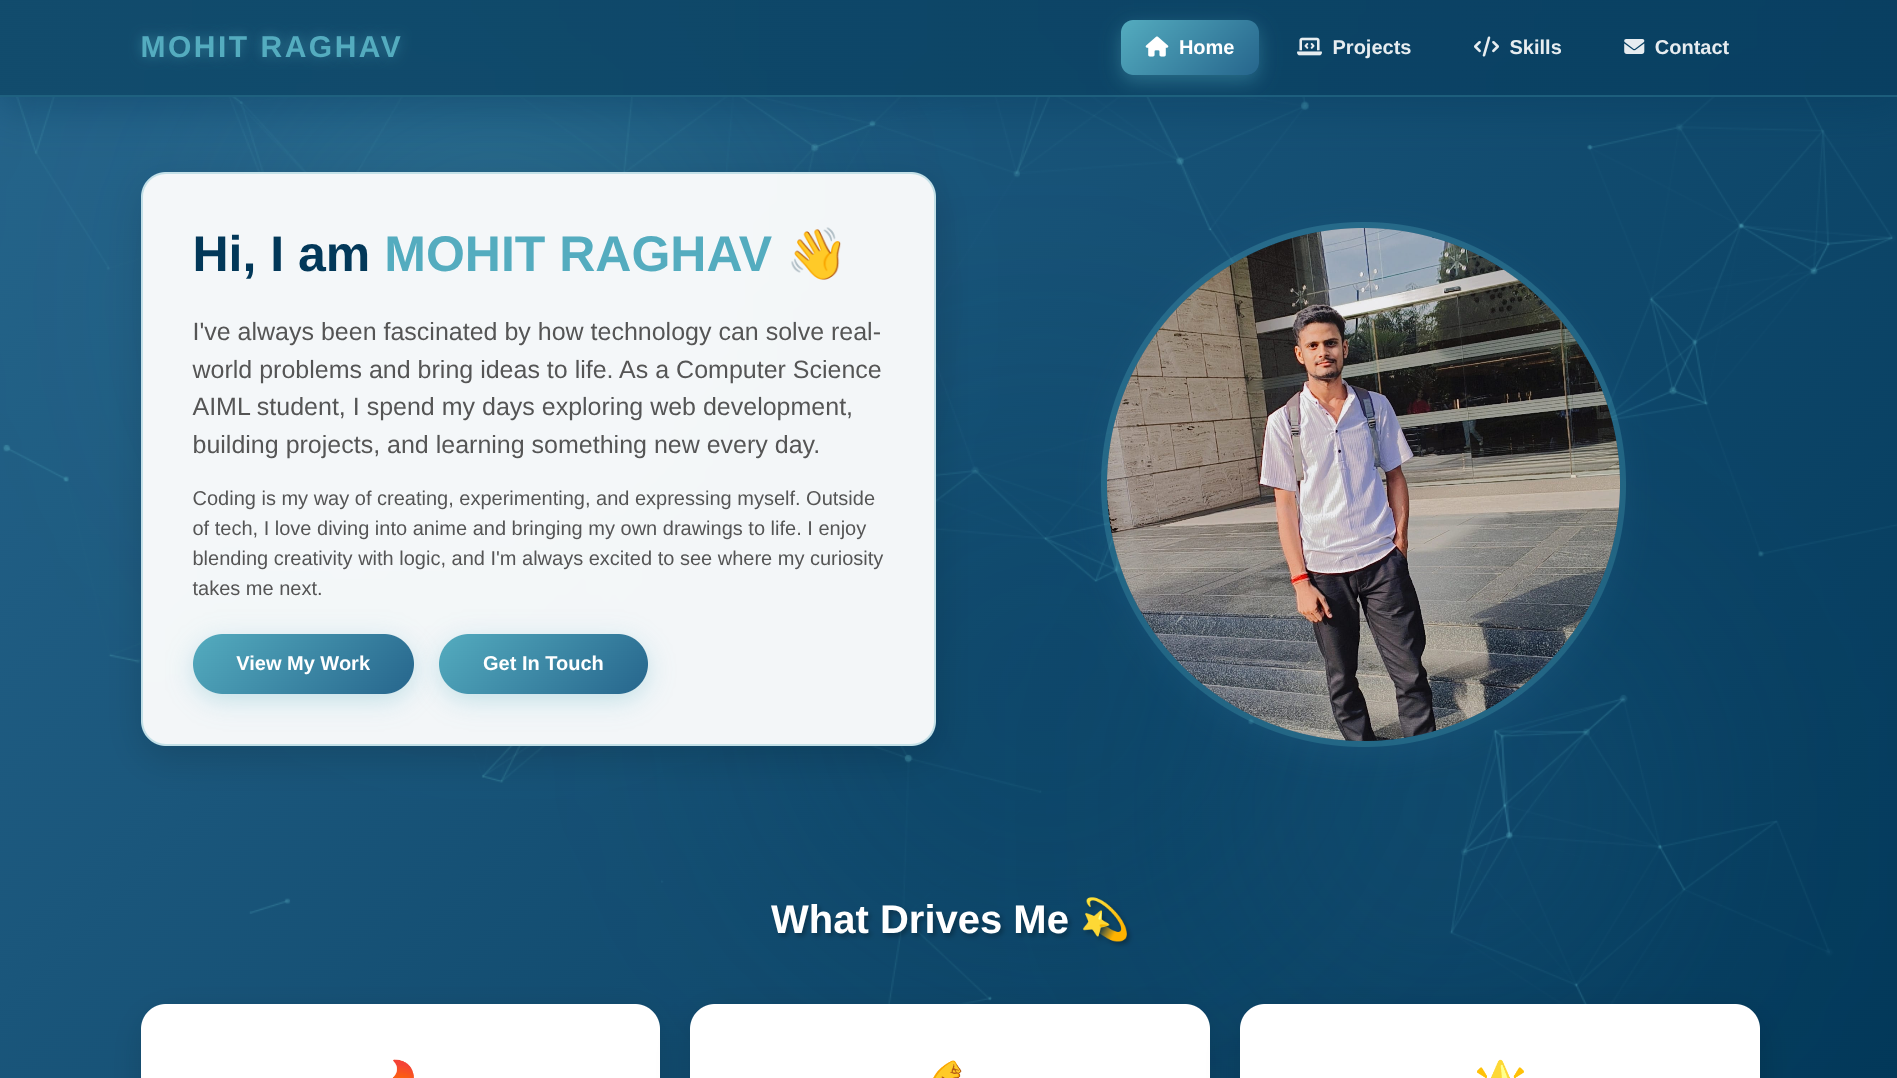 MOHIT RAGHAV
Home
Projects
Skills
Contact
Hi, I am MOHIT RAGHAV 👋
I've always been fascinated by how technology can solve real-
world problems and bring ideas to life. As a Computer Science
AIML student, I spend my days exploring web development,
building projects, and learning something new every day.
Coding is my way of creating, experimenting, and expressing myself. Outside
of tech, I love diving into anime and bringing my own drawings to life. I enjoy
blending creativity with logic, and I'm always excited to see where my curiosity
takes me next.
View My Work
Get In Touch
What Drives Me 💫